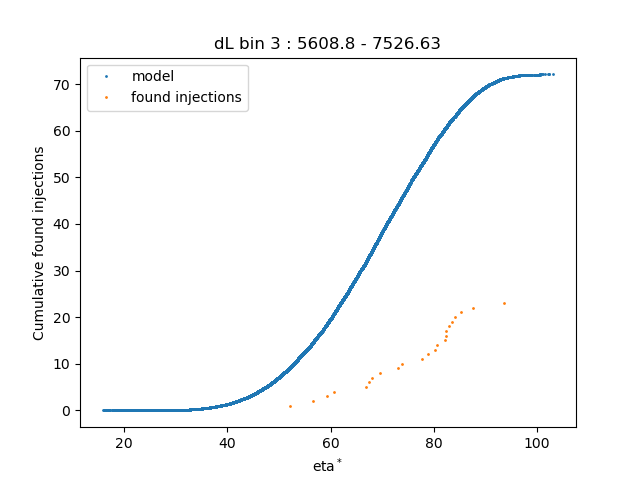 dL bin 3 : 5608.8 - 7526.63
model
found injections
70
60
50
40
30
20
10
0
Cumulative found injections
20 40 60 80 100
eta*